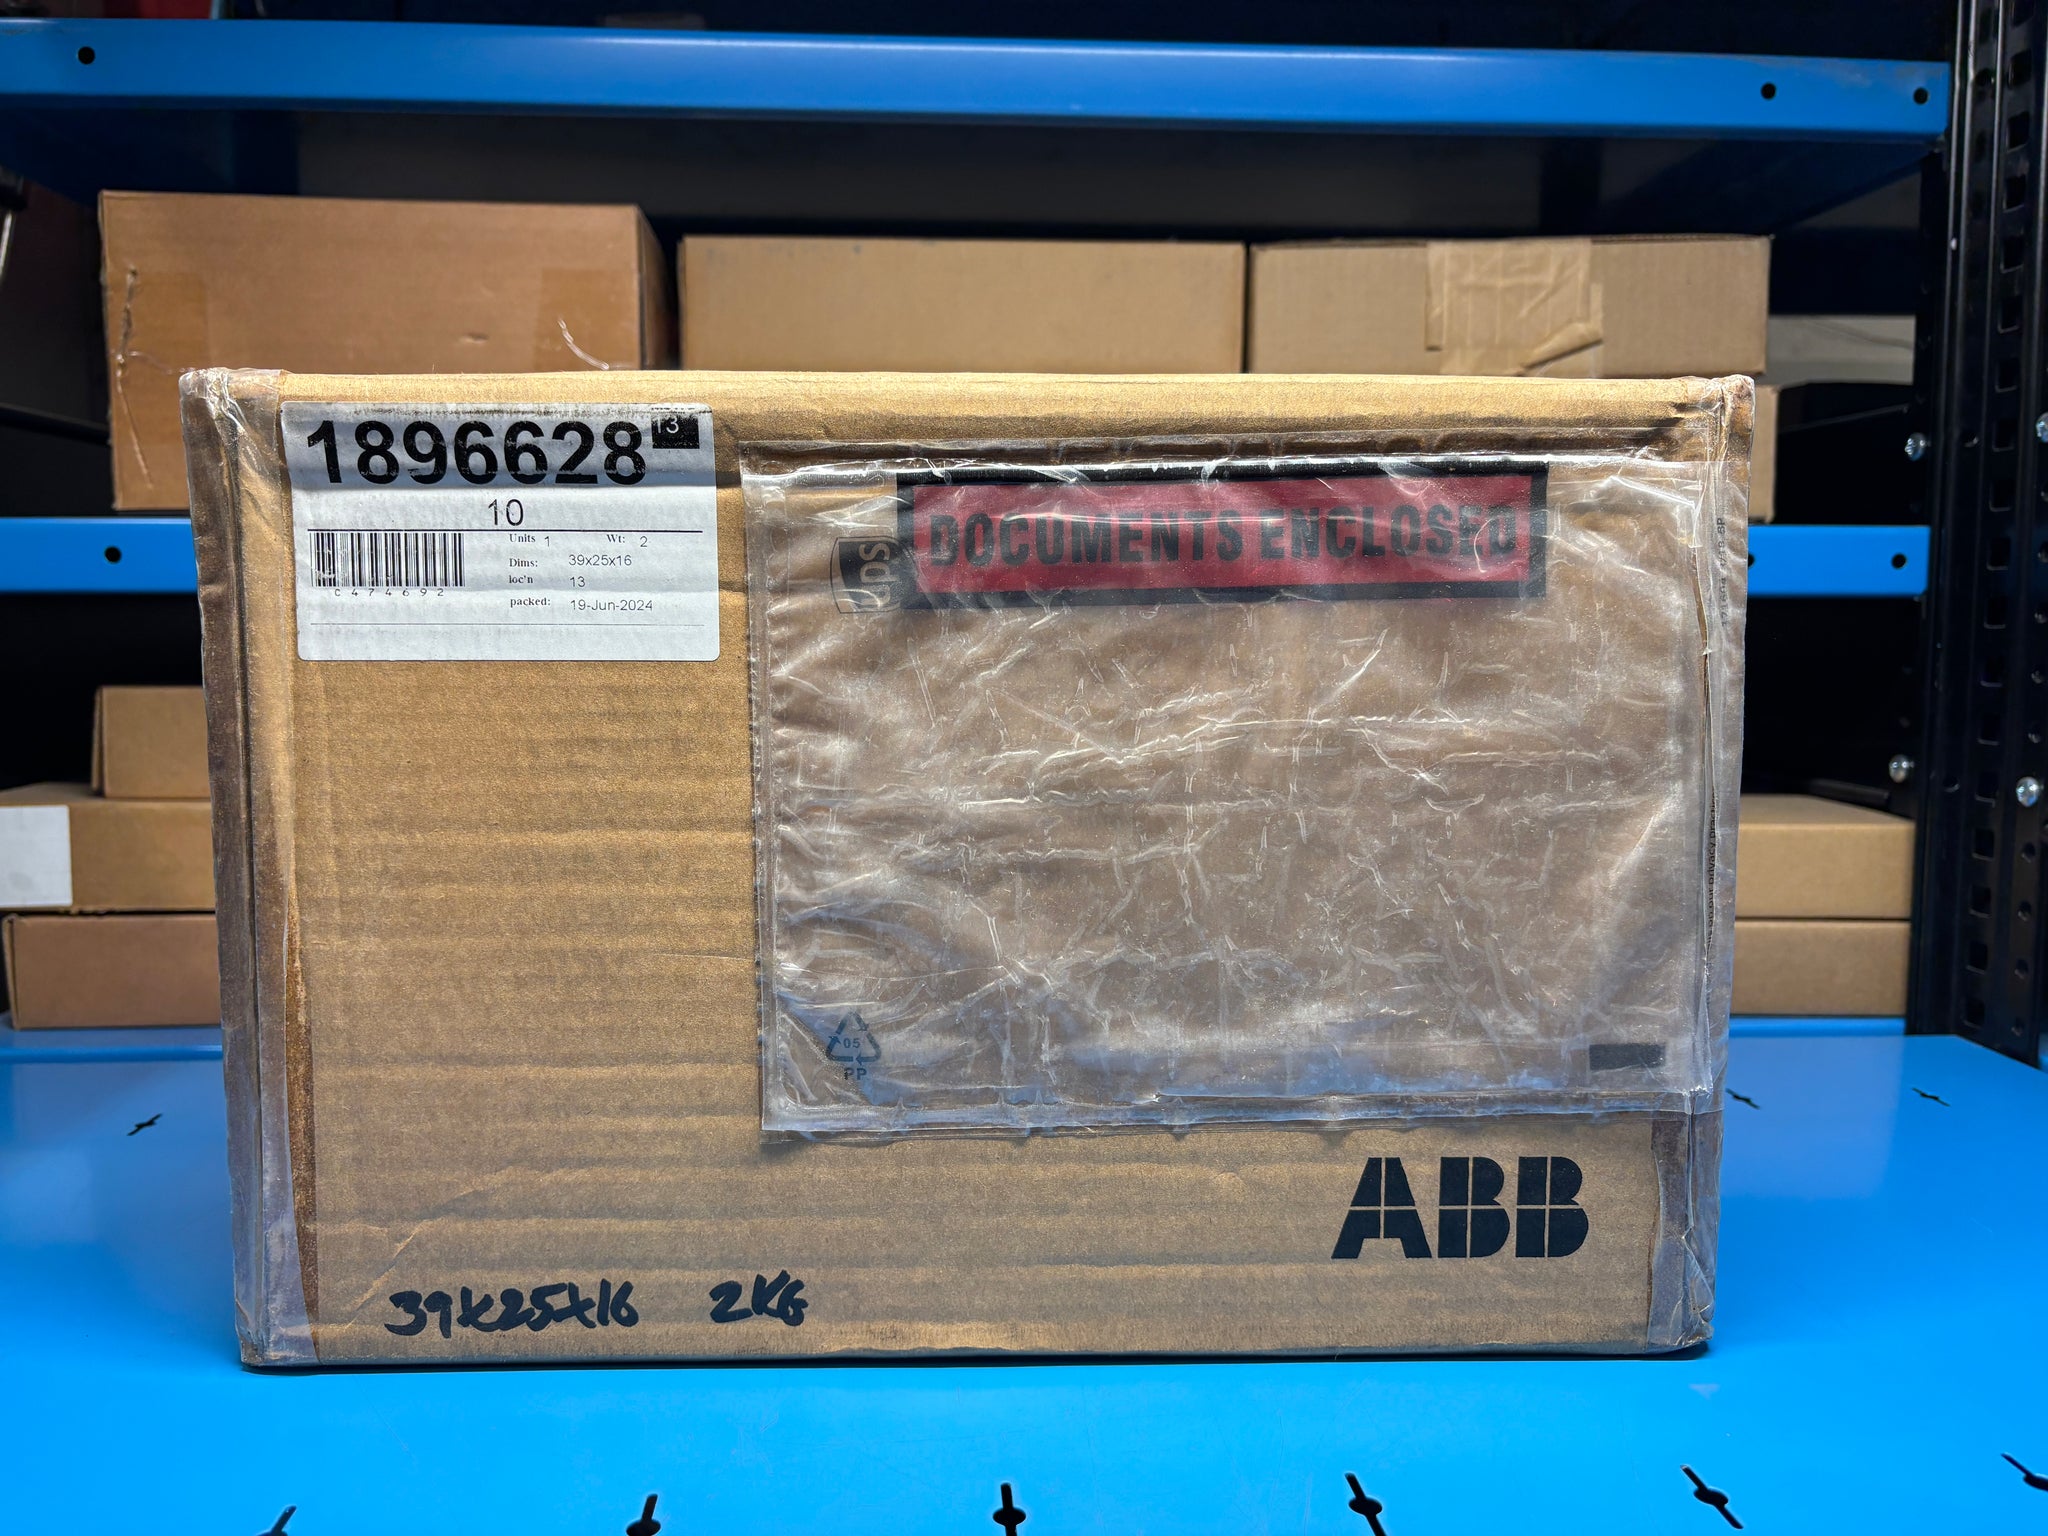 1896628
13
10
Units 1 Wt: 2
Dims: 39x25x16
loc'n 13
packed: 19-Jun-2024
C474692
DOCUMENTS ENCLOSED
ups
05
PP
ABB
39x25x16 2KG